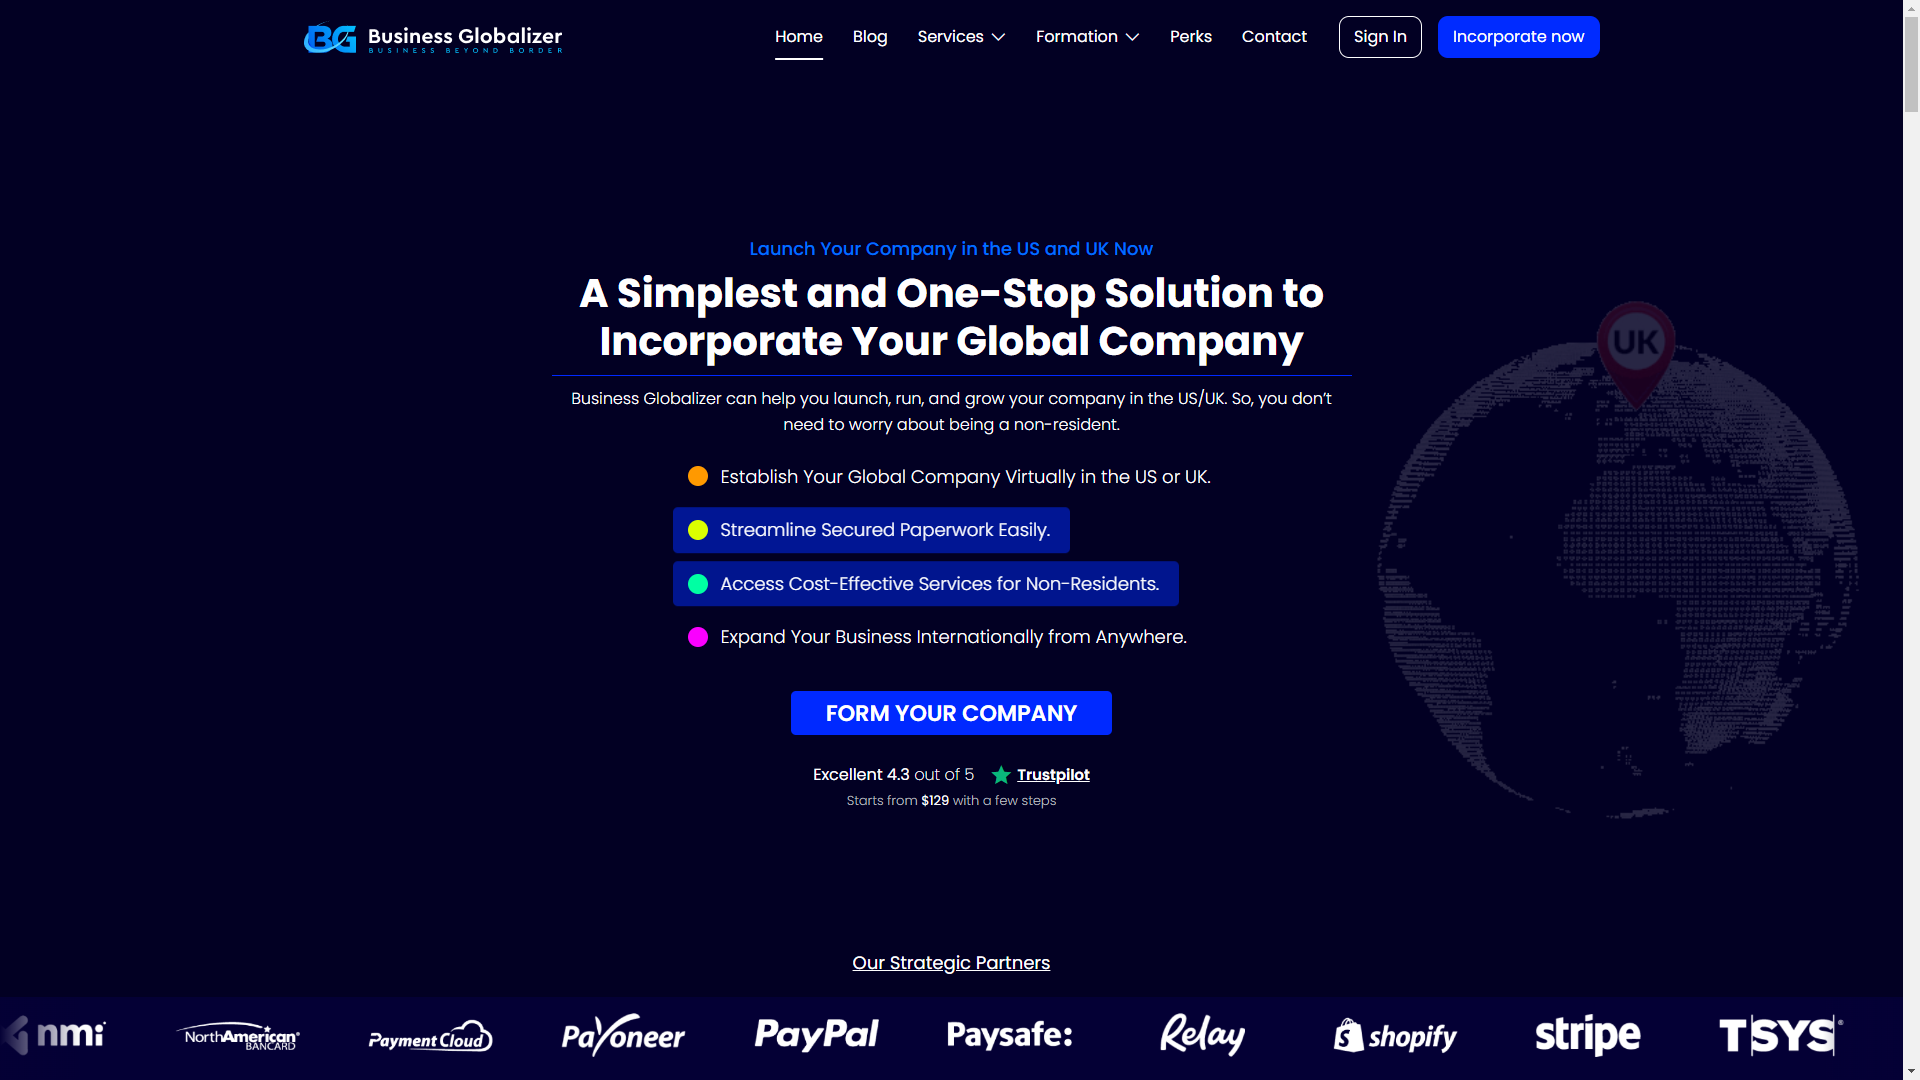 BG Business Globalizer
BUSINESS BEYOND BORDER
Home Blog Services Formation Perks Contact Sign In Incorporate now
Launch Your Company in the US and UK Now
A Simplest and One-Stop Solution to
Incorporate Your Global Company
Business Globalizer can help you launch, run, and grow your company in the US/UK. So, you don't
need to worry about being a non-resident.
Establish Your Global Company Virtually in the US or UK.
Streamline Secured Paperwork Easily.
Access Cost-Effective Services for Non-Residents.
Expand Your Business Internationally from Anywhere.
FORM YOUR COMPANY
Excellent 4.3 out of 5 Trustpilot
Starts from $129 with a few steps
UK
Our Strategic Partners
nmi NorthAmerican BANCARD Payment Cloud Payoneer PayPal Paysafe: Relay shopify stripe TSYS